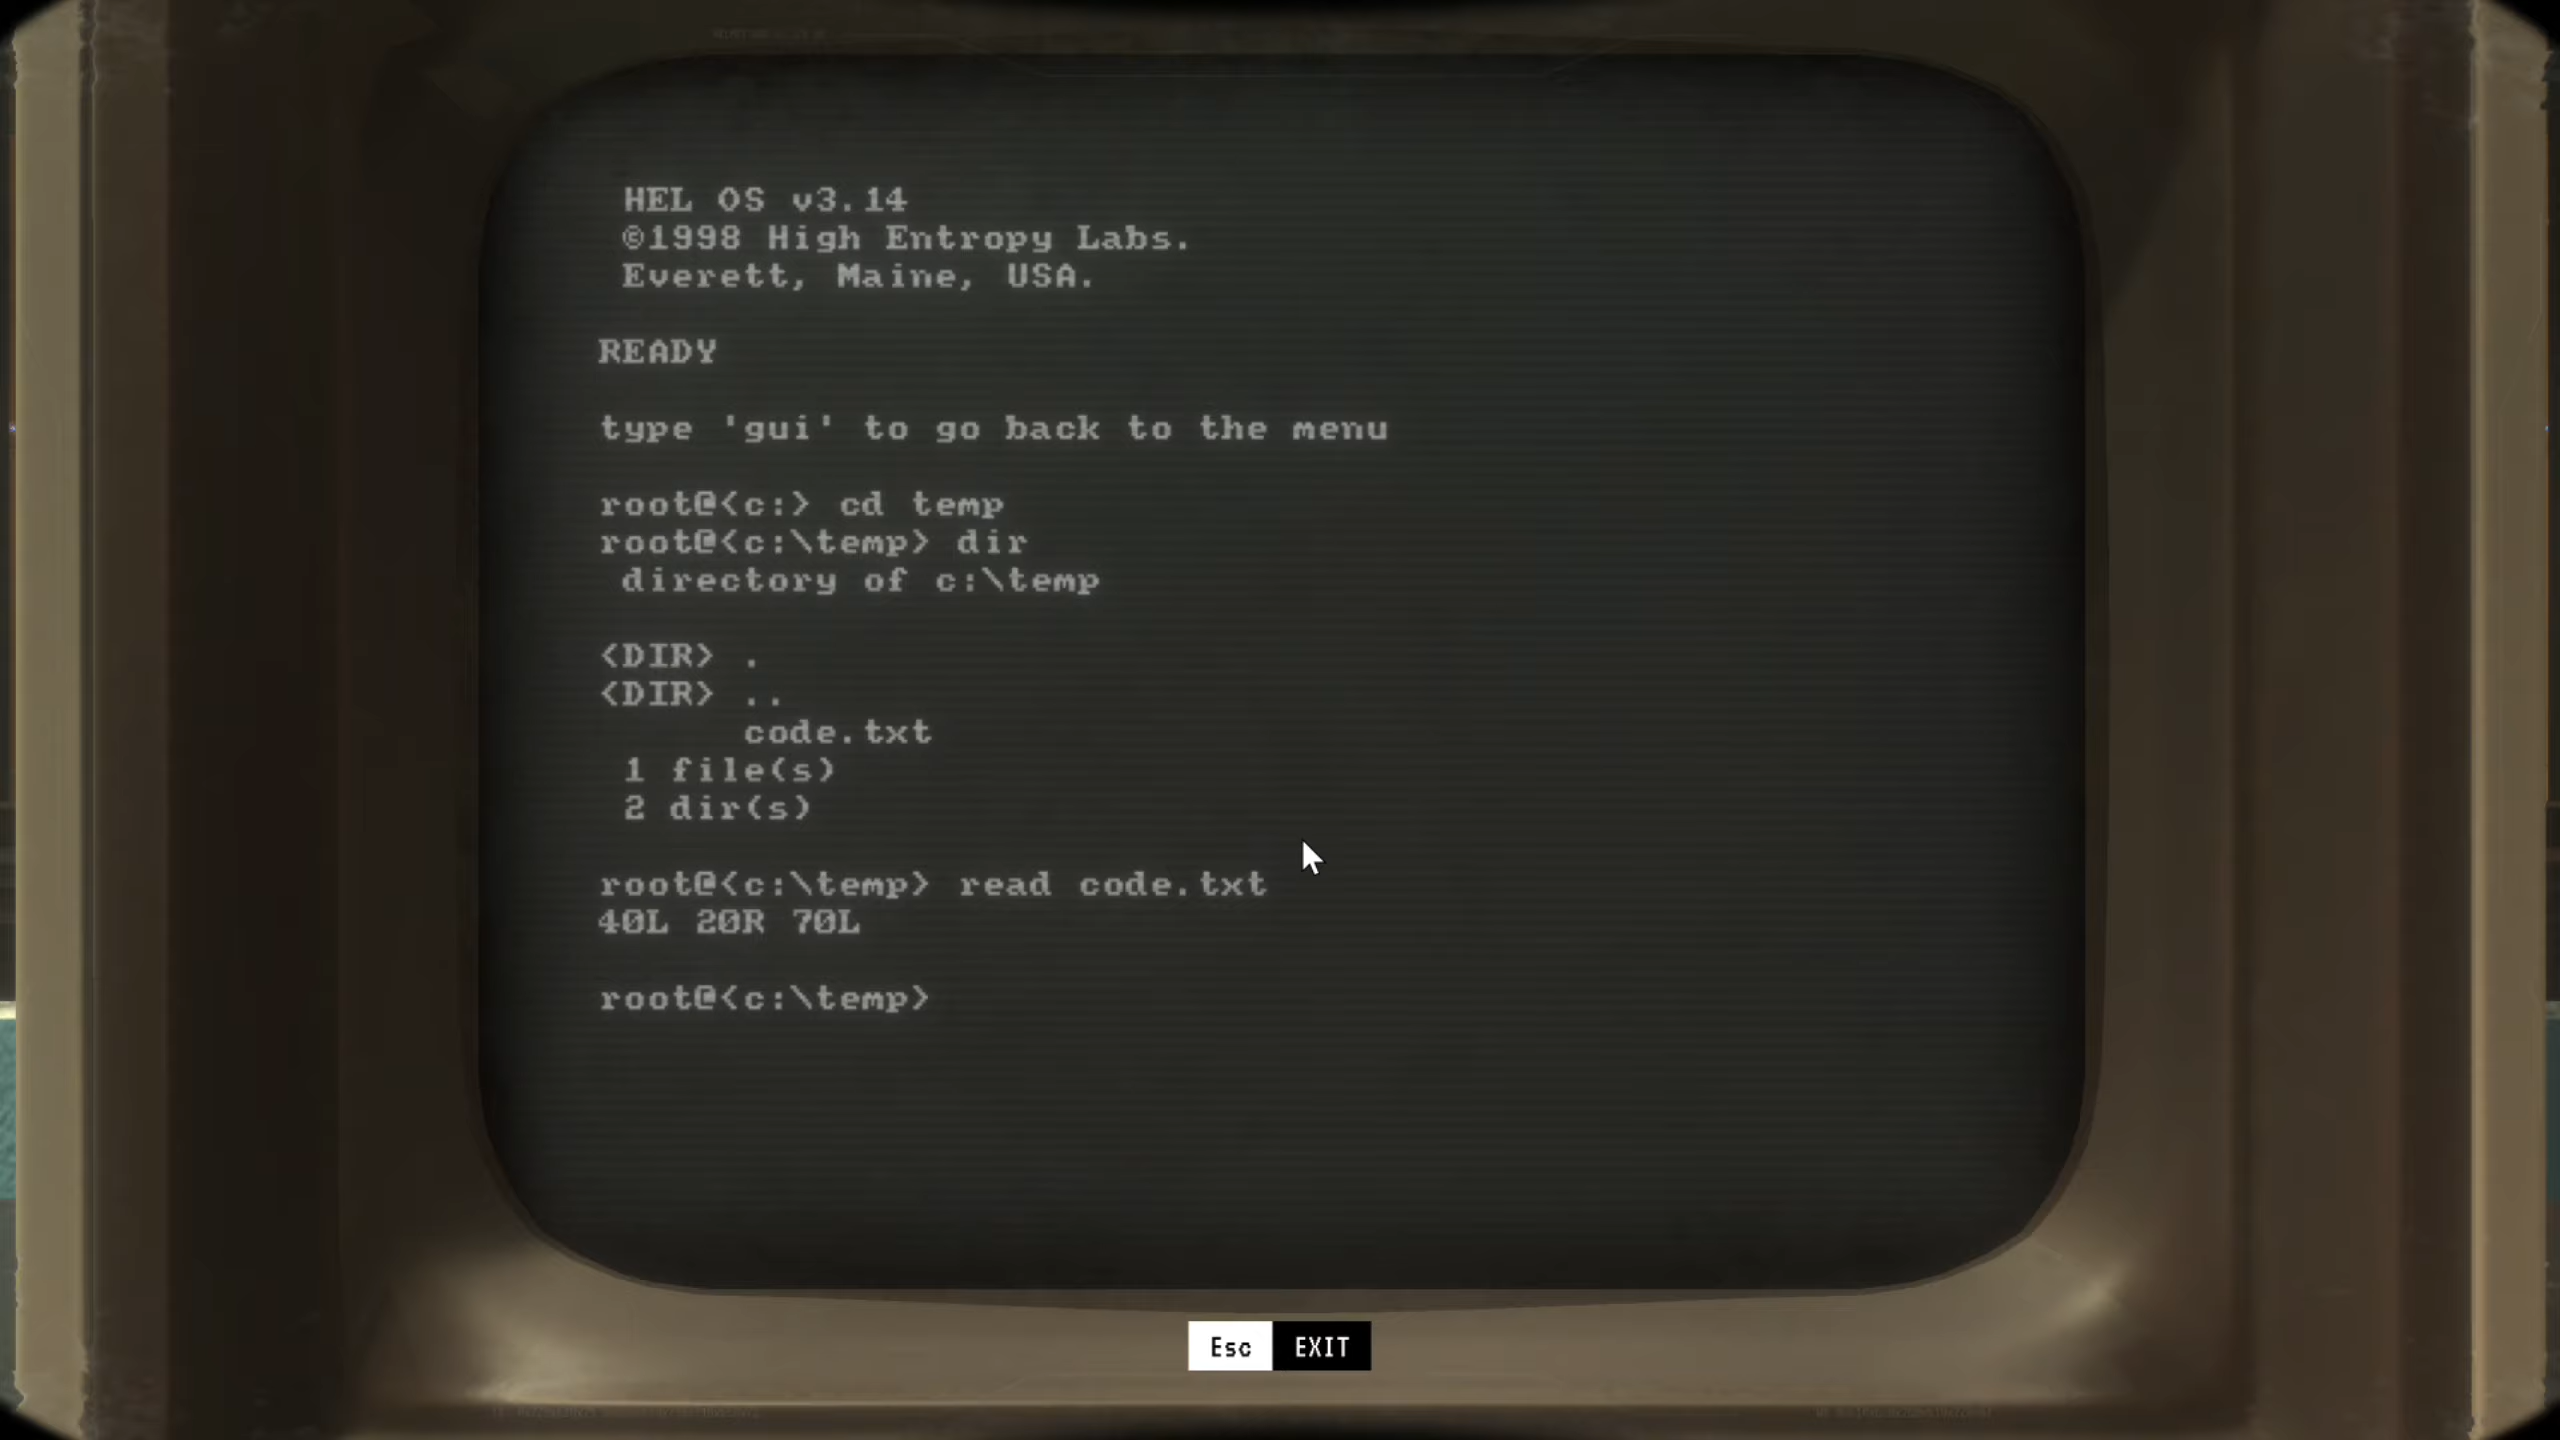 HEL OS v3.14
©1998 High Entropy Labs.
Everett, Maine, USA.
READY
type 'gui' to go back to the menu
root@<c:> cd temp
root@<c:\temp> dir
directory of c:\temp
<DIR> .
<DIR> ..
code.txt
1 file(s)
2 dir(s)
root@<c:\temp> read code.txt
40L 20R 70L
root@<c:\temp>
Esc EXIT